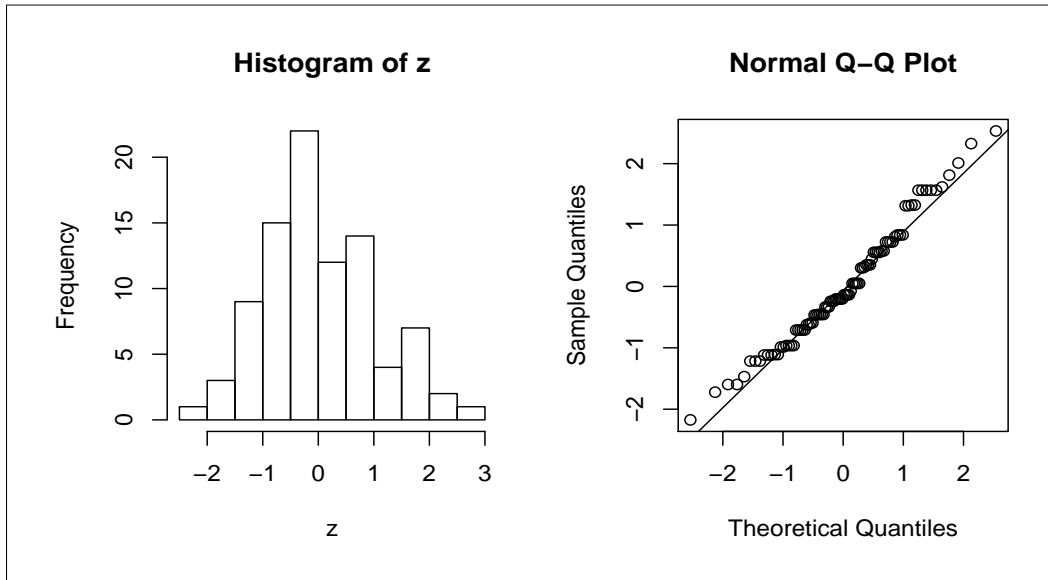 Histogram of z
Frequency
20
15
10
5
0
−2 −1 0 1 2 3
z
Normal Q−Q Plot
Sample Quantiles
2
1
0
−1
−2
−2 −1 0 1 2
Theoretical Quantiles